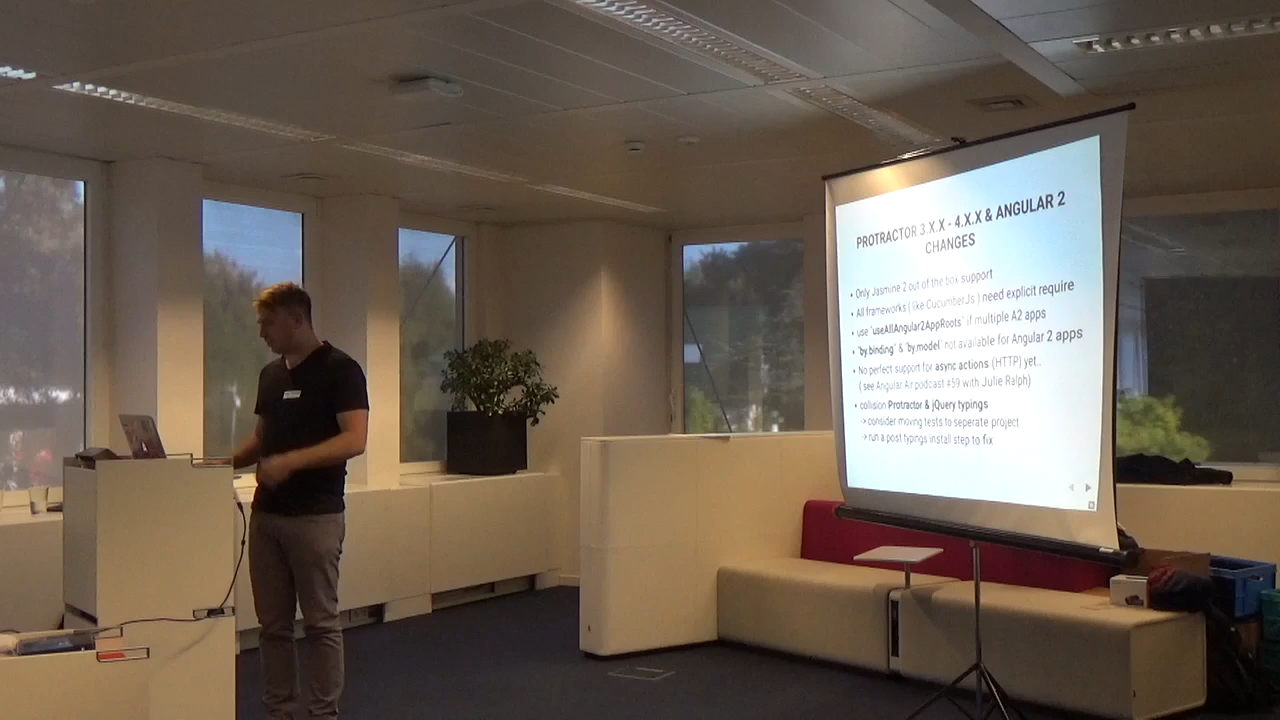 PROTRACTOR 3.X.X - 4.X.X & ANGULAR 2
CHANGES
• Only Jasmine 2 out of the box support
• All frameworks ( like CucumberJs ) need explicit require
• use `useAllAngular2AppRoots` if multiple A2 apps
• `by.binding` & `by.model` not available for Angular 2 apps
• No perfect support for async actions (HTTP) yet..
( see Angular Air podcast #59 with Julie Ralph)
• collision Protractor & jQuery typings
-> consider moving tests to seperate project
-> run a post typings install step to fix